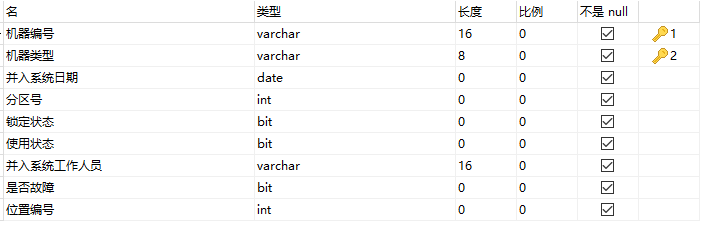 名 类型 长度 比例 不是 null
机器编号 varchar 16 0 1
机器类型 varchar 8 0 2
并入系统日期 date 0 0
分区号 int 0 0
锁定状态 bit 0 0
使用状态 bit 0 0
并入系统工作人员 varchar 16 0
是否故障 bit 0 0
位置编号 int 0 0